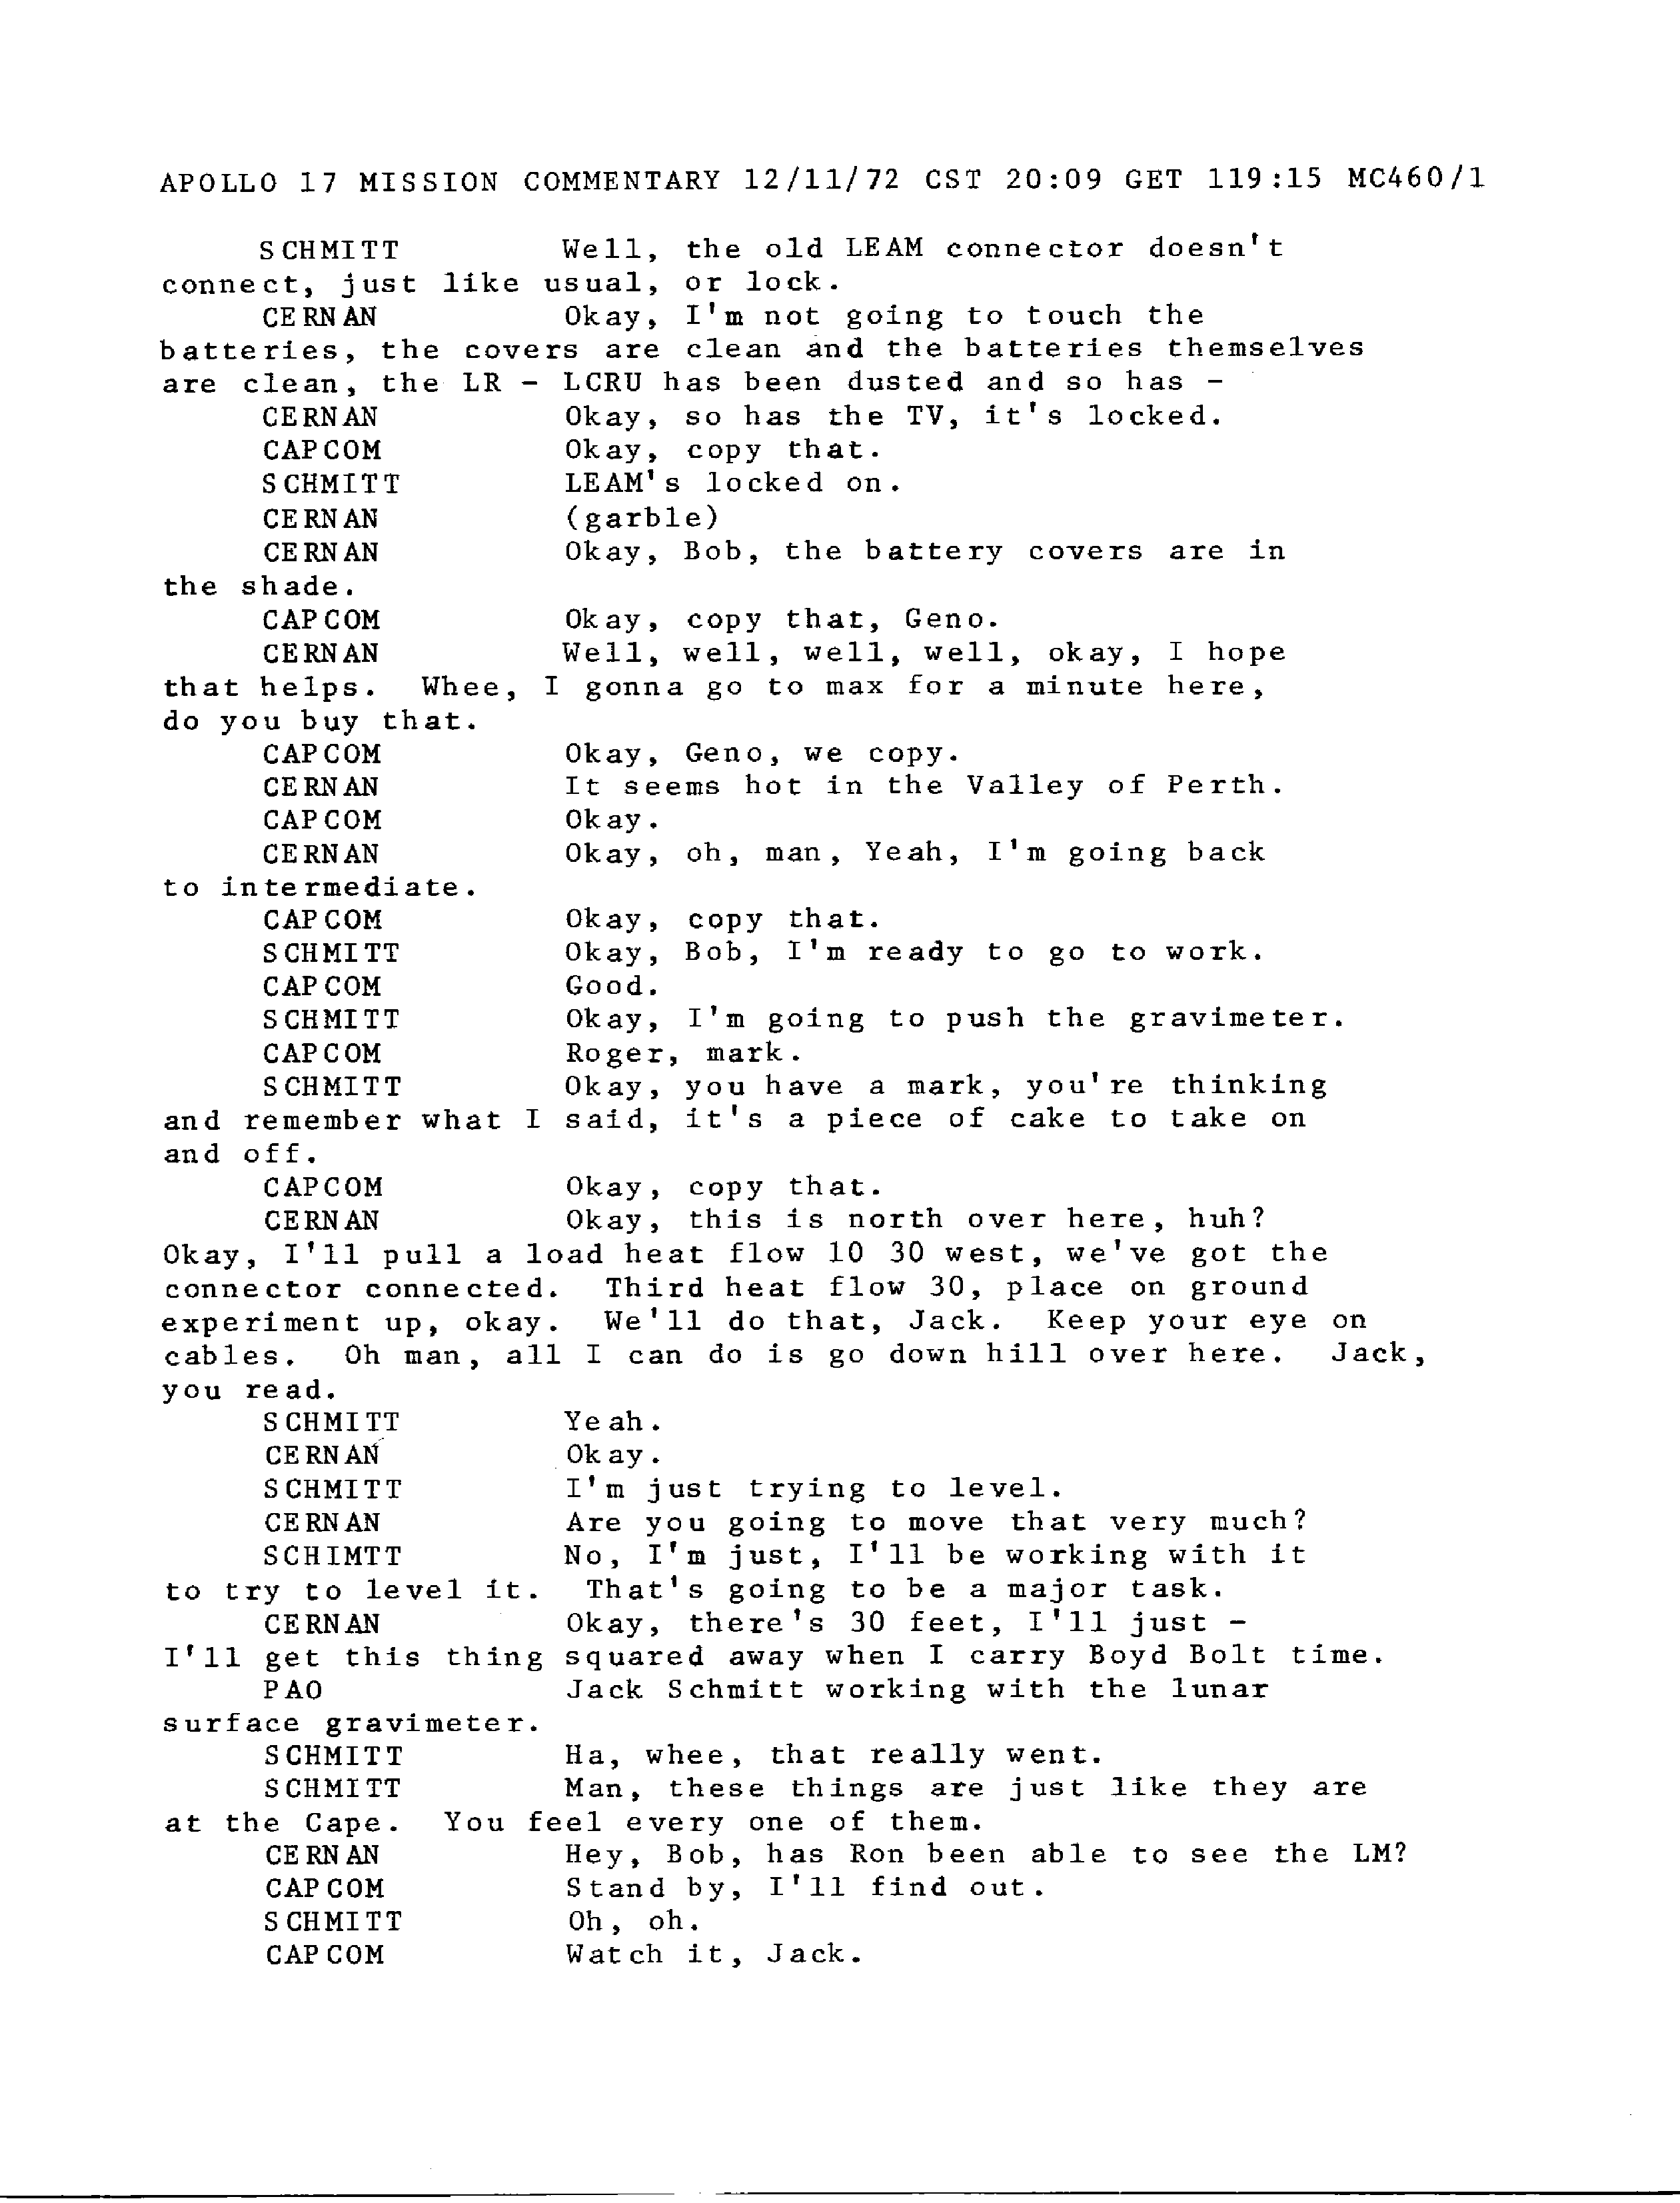 APOLLO 17 MISSION COMMENTARY 12/11/72 CST 20:09 GET 119:15 MC460/1
SCHMITT Well, the old LEAM connector doesn't
connect, just like usual, or lock.
CERNAN Okay, I'm not going to touch the
batteries, the covers are clean and the batteries themselves
are clean, the LR - LCRU has been dusted and so has -
CERNAN Okay, so has the TV, it's locked.
CAPCOM Okay, copy that.
SCHMITT LEAM's locked on.
CERNAN (garble)
CERNAN Okay, Bob, the battery covers are in
the shade.
CAPCOM Okay, copy that, Geno.
CERNAN Well, well, well, well, okay, I hope
that helps. Whee, I gonna go to max for a minute here,
do you buy that.
CAPCOM Okay, Geno, we copy.
CERNAN It seems hot in the Valley of Perth.
CAPCOM Okay.
CERNAN Okay, oh, man, Yeah, I'm going back
to intermediate.
CAPCOM Okay, copy that.
SCHMITT Okay, Bob, I'm ready to go to work.
CAPCOM Good.
SCHMITT Okay, I'm going to push the gravimeter.
CAPCOM Roger, mark.
SCHMITT Okay, you have a mark, you're thinking
and remember what I said, it's a piece of cake to take on
and off.
CAPCOM Okay, copy that.
CERNAN Okay, this is north over here, huh?
Okay, I'll pull a load heat flow 10 30 west, we've got the
connector connected. Third heat flow 30, place on ground
experiment up, okay. We'll do that, Jack. Keep your eye on
cables. Oh man, all I can do is go down hill over here. Jack,
you read.
SCHMITT Yeah.
CERNAN Okay.
SCHMITT I'm just trying to level.
CERNAN Are you going to move that very much?
SCHIMTT No, I'm just, I'll be working with it
to try to level it. That's going to be a major task.
CERNAN Okay, there's 30 feet, I'll just -
I'll get this thing squared away when I carry Boyd Bolt time.
PAO Jack Schmitt working with the lunar
surface gravimeter.
SCHMITT Ha, whee, that really went.
SCHMITT Man, these things are just like they are
at the Cape. You feel every one of them.
CERNAN Hey, Bob, has Ron been able to see the LM?
CAPCOM Stand by, I'll find out.
SCHMITT Oh, oh.
CAPCOM Watch it, Jack.